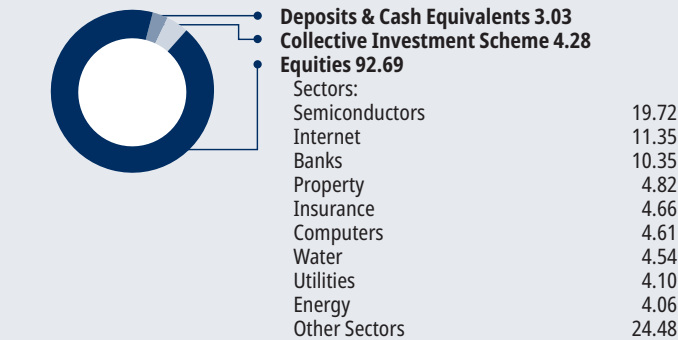 Deposits & Cash Equivalents 3.03
Collective Investment Scheme 4.28
Equities 92.69
Sectors:
Semiconductors 19.72
Internet 11.35
Banks 10.35
Property 4.82
Insurance 4.66
Computers 4.61
Water 4.54
Utilities 4.10
Energy 4.06
Other Sectors 24.48